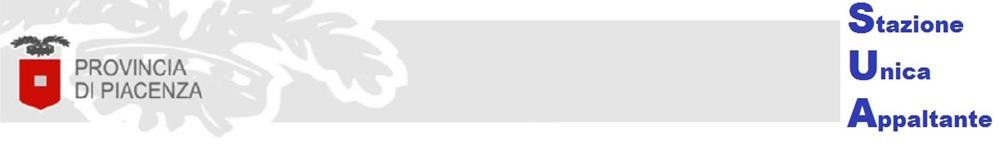 PROVINCIA
DI PIACENZA
Stazione
Unica
Appaltante